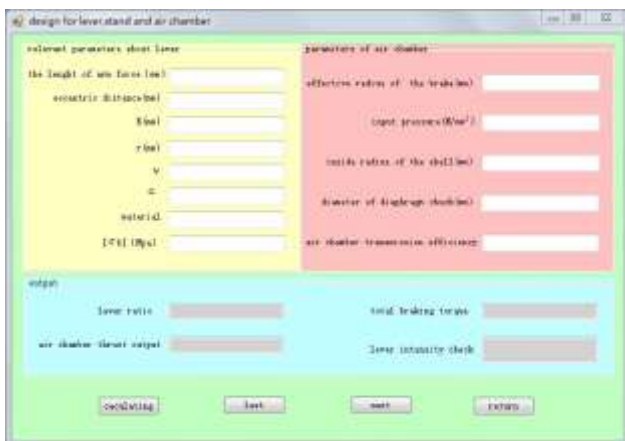 design for lever,stand and air chamber
relevant parameters about lever
the lenght of arm force (mm)
eccentric distance(mm)
R(mm)
r(mm)
material
(Mpa)
parameters of air chamber
effective radius of the brake(mm)
input pressure(N/mm²)
inside radius of the shell(mm)
diameter of diaphragm chuck(mm)
air chamber transmission efficiency
output
lever ratio
air chamber thrust output
total braking torque
lever intensity check
caculating
last
next
return